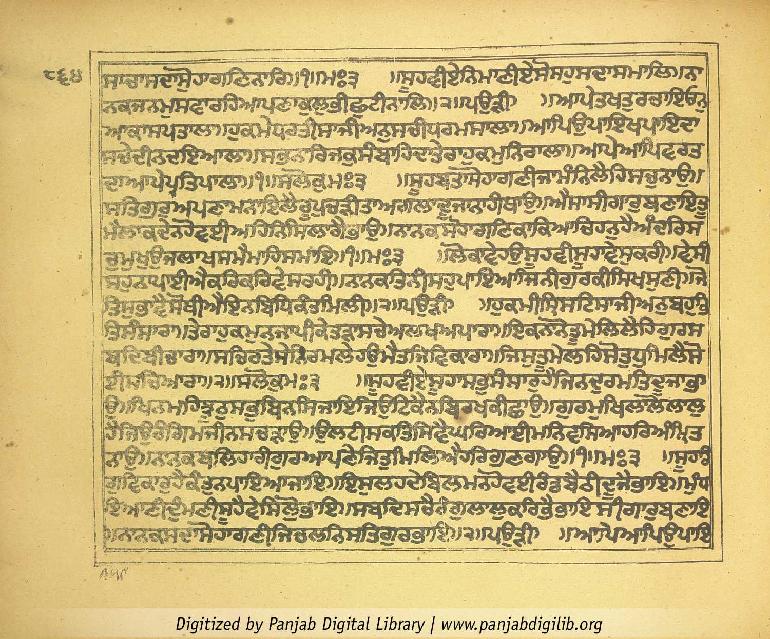 ੮੬੪
ਸਾਚਾਸਦਾਸੋਹਾਗਣਿਨਾਰਿ॥੧॥ਮਃ੩ ॥ਸੂਹਵੀਏਨਿਮਾਣੀਏਸੋਸਹੁਸਦਾਸਮਾਲਿ॥ਨਾ
ਨਕਜਨਮੁਸਵਾਰਹਿਆਪਣਾਕੁਲੁਭੀਛੁਟੀਨਾਲਿ॥੨॥ਪਉੜੀ ॥ਆਪੇਤਖਤੁਰਚਾਇਓਨੁ
ਆਕਾਸਪਤਾਲਾ॥ਹੁਕਮੇਧਰਤੀਸਾਜੀਅਨੁਸਚੀਧਰਮਸਾਲਾ॥ਆਪਿਉਪਾਇਖਪਾਇਦਾ
ਸਚੇਦੀਨਦਇਆਲਾ॥ਸਭਨਾਰਿਜਕੁਸੰਬਾਹਿਦਾਤੇਰਾਹੁਕਮੁਨਿਰਾਲਾ॥ਆਪੇਆਪਿਵਰਤ
ਦਾਆਪੇਪ੍ਰਤਿਪਾਲਾ॥੧॥ਸਲੋਕੁਮਃ੩ ॥ਸੂਹਬਤਾਸੋਹਾਗਣੀਜਾਮੰਨਿਲੈਹਿਸਚੁਨਾਉ॥
ਸਤਿਗੁਰੁਅਪਣਾਮਨਾਇਲੈਰੂਪੁਚੜੀਤਾਅਗਲਾਦੂਜਾਨਾਹੀਥਾਉ॥ਐਸਾਸੀਗਾਰੁਬਣਾਇਤੂ
ਮੈਲਾਕਦੇਨਹੋਵਈਅਹਿਨਿਸਿਲਾਗੈਭਾਉ॥ਨਾਨਕਸੋਹਾਗਣਿਕਾਕਿਆਚਿਹਨੁਹੈਅੰਦਰਿਸ
ਚੁਮੁਖੁਉਜਲਾਖਸਮੈਮਾਹਿਸਮਾਇ॥੧॥ਮਃ੩ ॥ਲੋਕਾਵੇਹਉਸੂਹਵੀਸੂਹਾਵੇਸੁਕਰੀ॥ਵੇਸੀ
ਸਹੁਨਪਾਈਐਕਰਿਕਰਿਵੇਸਰਹੀ॥ਨਾਨਕਤਿਨੀਸਹੁਪਾਇਆਜਿਨੀਗੁਰਕੀਸਿਖਸੁਣੀ॥ਜੋ
ਤਿਸੁਭਾਵੈਸੋਥੀਐਇਨਬਿਧਿਕੰਤਮਿਲੀ॥੨॥ਪਉੜੀ ॥ਹੁਕਮੀਸ੍ਰਿਸਟਿਸਾਜੀਅਨੁਬਹੁਭਿ
ਤਿਸੰਸਾਰਾ॥ਤੇਰਾਹੁਕਮੁਨਜਾਪੀਕੇਤੜਾਸਚੇਅਲਖਅਪਾਰਾ॥ਇਕਨਾਨੋਤੂਮੇਲਿਲੈਹਿਗੁਰਸ
ਬਦਿਬੀਚਾਰਾ॥ਸਚਿਰਤੇਸੇਨਿਰਮਲੇਹਉਮੈਤਜਿਵਿਕਾਰਾ॥ਜਿਸੁਤੂਮੇਲਹਿਸੋਤੁਧੁਮਿਲੈਸੋ
ਈਸਚਿਆਰਾ॥੨॥ਸਲੋਕੁਮਃ੩ ॥ਸੂਹਵੀਏਸੂਹਾਸਭੁਸੰਸਾਰੁਹੈਜਿਨਦੁਰਮਤਿਦੂਜਾਭਾ
ਉ॥ਖਿਨਮਹਿਝੂਠੁਸਭੁਬਿਨਸਿਜਾਇਜਿਉਟਿਕੈਨਬਿਰਖਕੀਛਾਉ॥ਗੁਰਮੁਖਿਲਾਲੋਲਾਲੁ
ਹੈਜਿਉਰੰਗਿਮਜੀਠਸਚੜਾਉ॥ਉਲਟੀਸਕਤਿਸਿਵੈਘਰਿਆਈਮਨਿਵਸਿਆਹਰਿਅੰਮ੍ਰਿਤ
ਨਾਉ॥ਨਾਨਕਬਲਿਹਾਰੀਗੁਰਆਪਣੇਜਿਤੁਮਿਲਿਐਹਰਿਗੁਣਗਾਉ॥੧॥ਮਃ੩ ॥ਸੂਹਾਰੰ
ਗੁਵਿਕਾਰੁਹੈਕੰਤੁਨਪਾਇਆਜਾਇ॥ਇਸੁਲਹਦੇਬਿਲਮਨਹੋਵਈਰੰਡਬੈਠੀਦੂਜੈਭਾਇ॥ਮੁੰਧ
ਇਆਣੀਦੁੰਮਣੀਸੂਹੈਵੇਸਿਲੋੁਭਾਇ॥ਸਬਦਿਸਚੈਰੰਗੁਲਾਲੁਕਰਿਭੈਭਾਇਸੀਗਾਰੁਬਣਾਇ
॥ਨਾਨਕਸਦਾਸੋਹਾਗਣੀਜਿਚਲਨਿਸਤਿਗੁਰਭਾਇ॥੨॥ਪਉੜੀ ॥ਆਪੇਆਪਿਉਪਾਇ
Digitized by Panjab Digital Library | www.panjabdigilib.org